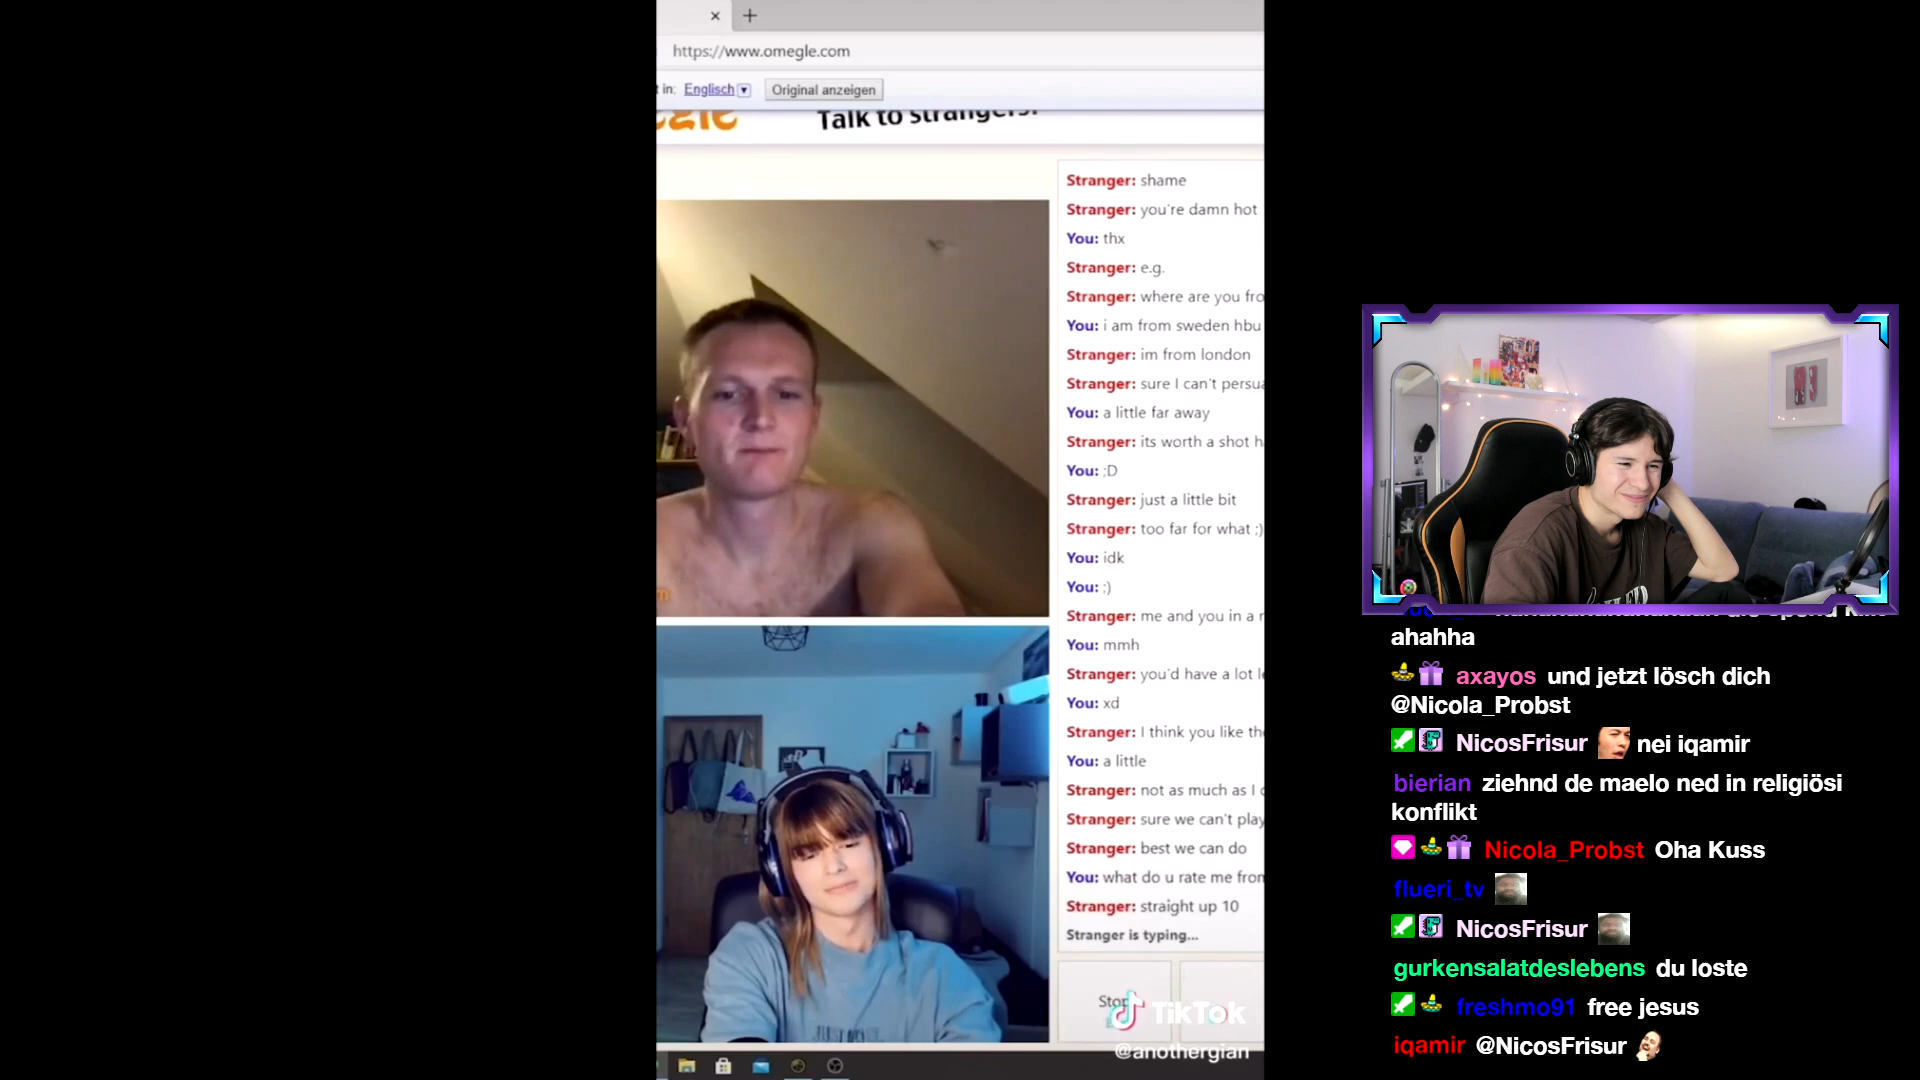 https://www.omegle.com
t in: Englisch Original anzeigen
egle Talk to strangers!
Stranger: shame
Stranger: you're damn hot
You: thx
Stranger: e.g.
Stranger: where are you fro
You: i am from sweden hbu
Stranger: im from london
Stranger: sure I can't persua
You: a little far away
Stranger: its worth a shot h
You: ;D
Stranger: just a little bit
Stranger: too far for what ;)
You: idk
You: ;)
Stranger: me and you in a r
You: mmh
Stranger: you'd have a lot l
You: xd
Stranger: I think you like th
You: a little
Stranger: not as much as I
Stranger: sure we can't play
Stranger: best we can do
You: what do u rate me from
Stranger: straight up 10
Stranger is typing...
Stop
TikTok
@anothergian
ahahha
axayos und jetzt lösch dich
@Nicola_Probst
NicosFrisur nei iqamir
bierian ziehnd de maelo ned in religiösi
konflikt
Nicola_Probst Oha Kuss
flueri_tv
NicosFrisur
gurkensalatdeslebens du loste
freshmo91 free jesus
iqamir @NicosFrisur